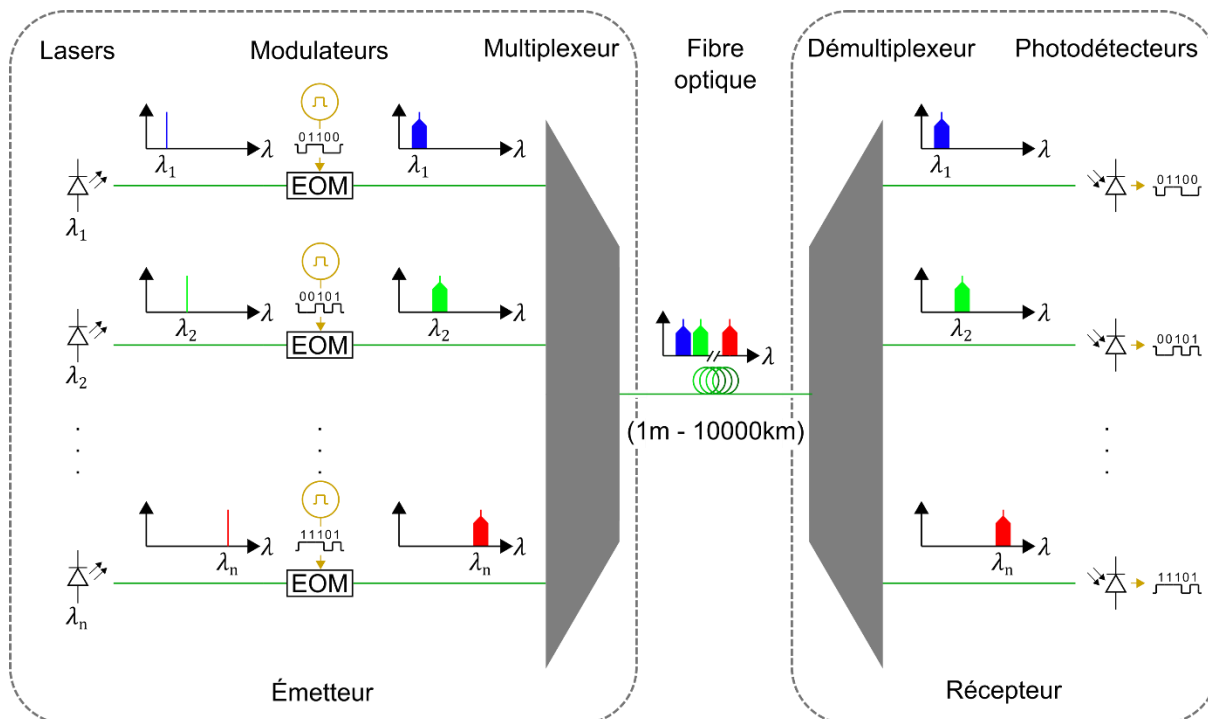 Lasers
Modulateurs
Multiplexeur
Fibre
optique
Démultiplexeur
Photodétecteurs
λ
λ1
01100
λ
λ1
λ
λ1
EOM
λ1
01100
λ
λ2
00101
λ
λ2
λ
λ2
EOM
λ2
00101
λ
(1m - 10000km)
λ
λn
11101
λ
λn
λ
λn
EOM
λn
11101
Émetteur
Récepteur